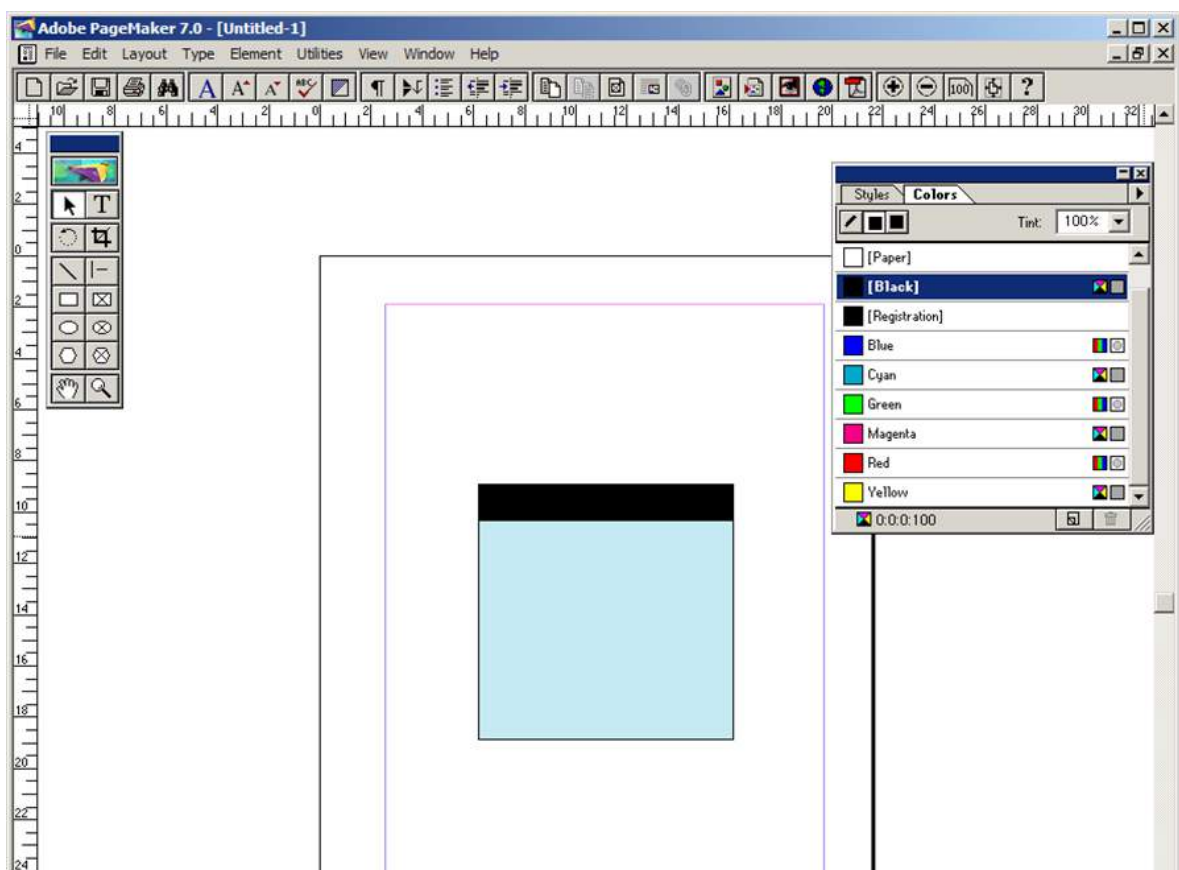 Adobe PageMaker 7.0 - [Untitled-1]
File Edit Layout Type Element Utilities View Window Help
A A A ABC 100 ?
10 8 6 4 2 0 2 4 6 8 10 12 14 16 18 20 22 24 26 28 30 32
4
2
0
2
4
6
8
10
12
14
16
18
20
22
24
T
Styles Colors
Tint: 100%
[Paper]
[Black]
[Registration]
Blue
Cyan
Green
Magenta
Red
Yellow
0:0:0:100